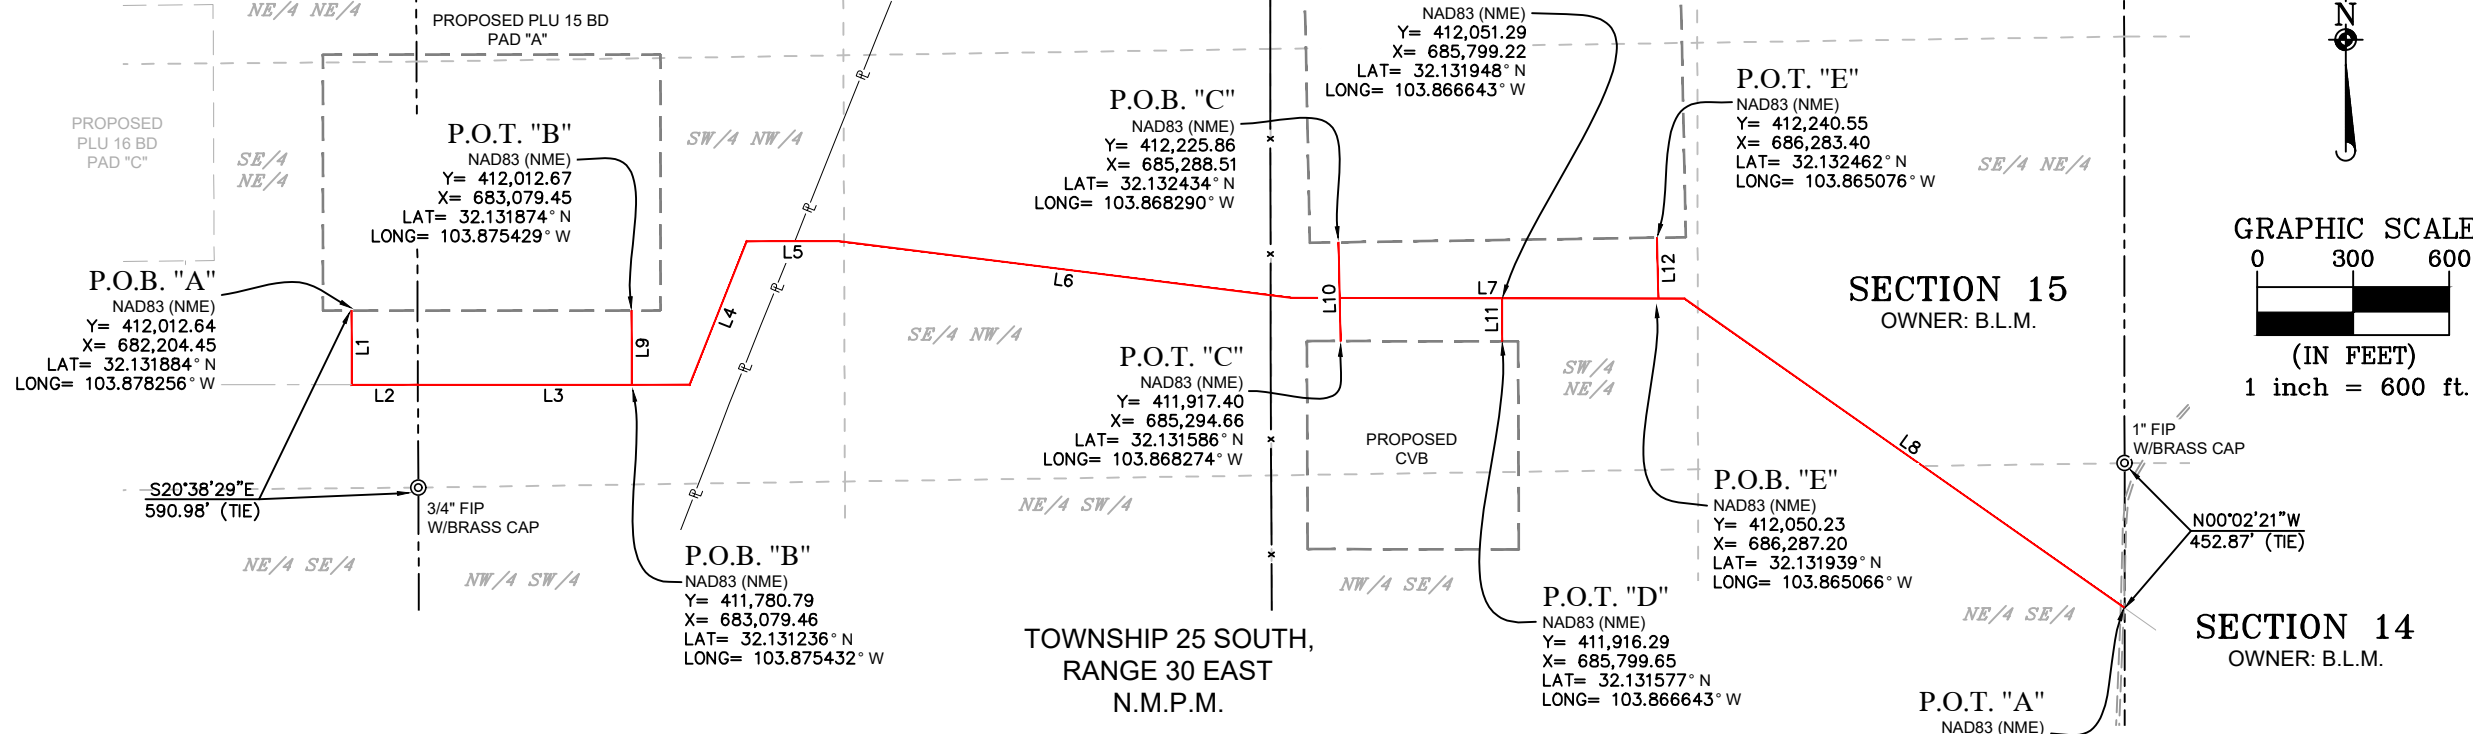 NE/4 NE/4
PROPOSED PLU 15 BD
PAD "A"
PROPOSED
PLU 16 BD
PAD "C"
SE/4
NE/4
P.O.T. "B"
NAD83 (NME)
Y= 412,012.67
X= 683,079.45
LAT= 32.131874° N
LONG= 103.875429° W
SW/4 NW/4
P.O.B. "A"
NAD83 (NME)
Y= 412,012.64
X= 682,204.45
LAT= 32.131884° N
LONG= 103.878256° W
L1
L2
L3
L9
L4
L5
L6
L7
L10
L11
L12
L8
PL
PL
PL
PL
PL
S20°38'29"E
590.98' (TIE)
3/4" FIP
W/BRASS CAP
NE/4 SE/4
NW/4 SW/4
P.O.B. "B"
NAD83 (NME)
Y= 411,780.79
X= 683,079.46
LAT= 32.131236° N
LONG= 103.875432° W
SE/4 NW/4
NE/4 SW/4
P.O.B. "C"
NAD83 (NME)
Y= 412,225.86
X= 685,288.51
LAT= 32.132434° N
LONG= 103.868290° W
P.O.T. "C"
NAD83 (NME)
Y= 411,917.40
X= 685,294.66
LAT= 32.131586° N
LONG= 103.868274° W
TOWNSHIP 25 SOUTH,
RANGE 30 EAST
N.M.P.M.
NAD83 (NME)
Y= 412,051.29
X= 685,799.22
LAT= 32.131948° N
LONG= 103.866643° W
PROPOSED
CVB
SW/4
NE/4
NW/4 SE/4
P.O.T. "D"
NAD83 (NME)
Y= 411,916.29
X= 685,799.65
LAT= 32.131577° N
LONG= 103.866643° W
P.O.T. "E"
NAD83 (NME)
Y= 412,240.55
X= 686,283.40
LAT= 32.132462° N
LONG= 103.865076° W
P.O.B. "E"
NAD83 (NME)
Y= 412,050.23
X= 686,287.20
LAT= 32.131939° N
LONG= 103.865066° W
SE/4 NE/4
SECTION 15
OWNER: B.L.M.
NE/4 SE/4
P.O.T. "A"
NAD83 (NME)
1" FIP
W/BRASS CAP
N00°02'21"W
452.87' (TIE)
SECTION 14
OWNER: B.L.M.
N
GRAPHIC SCALE
0 300 600
(IN FEET)
1 inch = 600 ft.